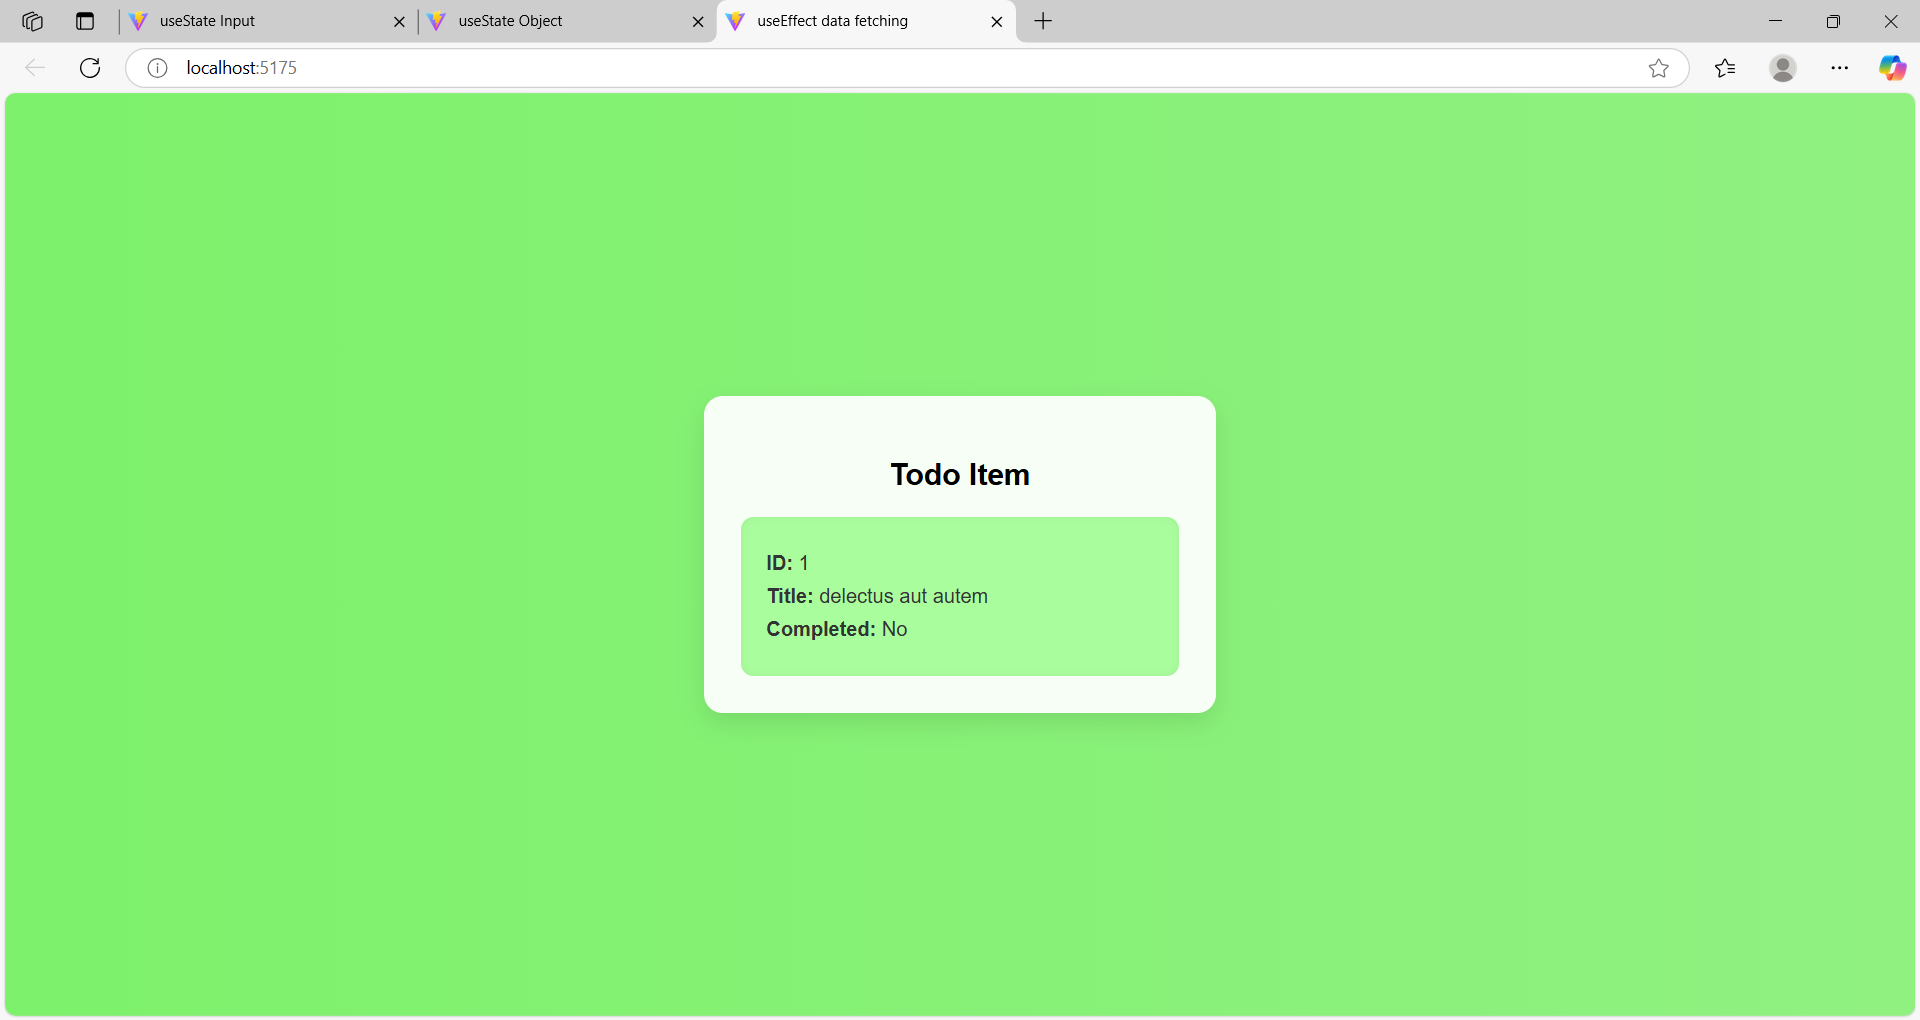 useState Input
useState Object
useEffect data fetching
localhost:5175
Todo Item
ID: 1
Title: delectus aut autem
Completed: No